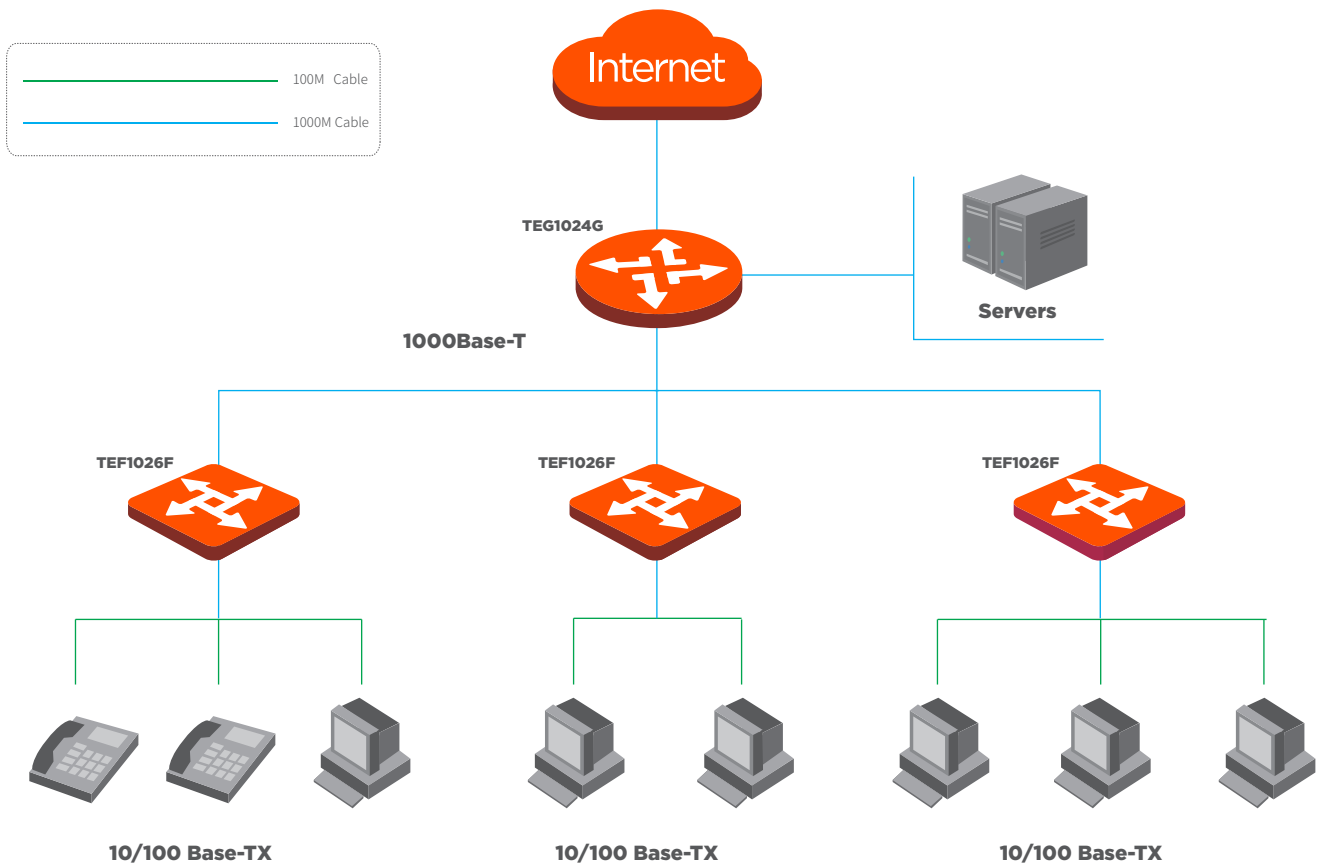 Internet
100M Cable
1000M Cable
TEG1024G
Servers
1000Base-T
TEF1026F
TEF1026F
TEF1026F
10/100 Base-TX
10/100 Base-TX
10/100 Base-TX